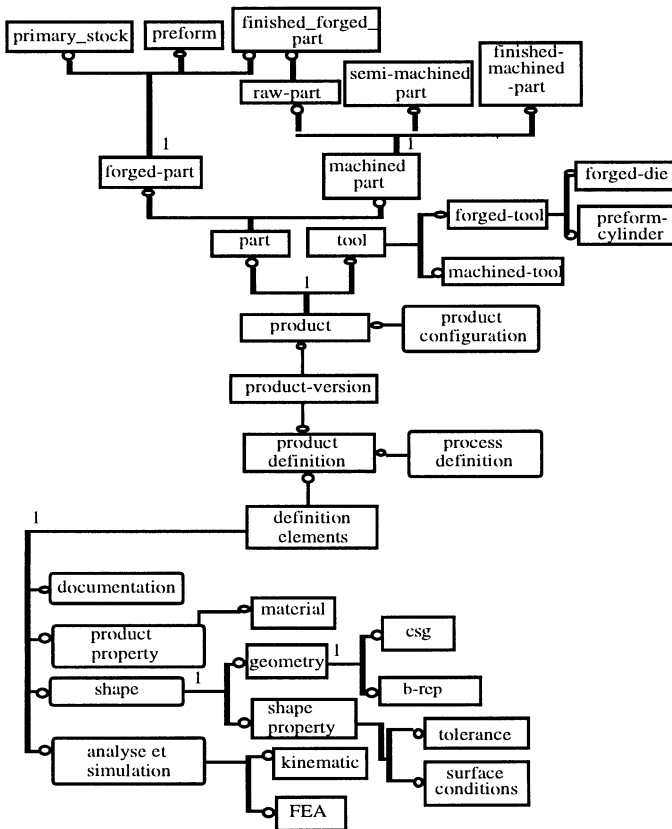 primary_stock
preform
finished_forged_
part
raw-part
semi-machined
part
finished-
machined
-part
1
1
forged-part
machined
part
forged-die
forged-tool
preform-
cylinder
part
tool
machined-tool
1
product
product
configuration
product-version
product
definition
process
definition
definition
elements
1
documentation
product
property
material
shape
1
geometry
1
csg
b-rep
shape
property
tolerance
surface
conditions
analyse et
simulation
kinematic
FEA